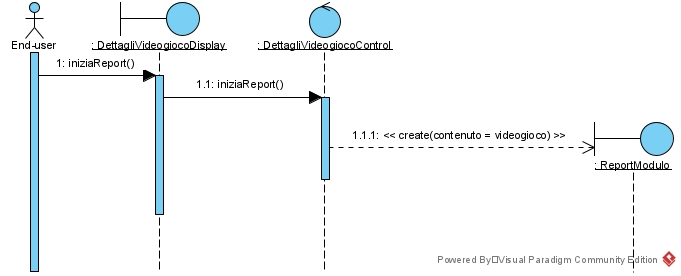 End-user
: DettagliVideogiocoDisplay
: DettagliVideogiocoControl
1: iniziaReport()
1.1: iniziaReport()
1.1.1: << create(contenuto = videogioco) >>
: ReportModulo
Powered By Visual Paradigm Community Edition